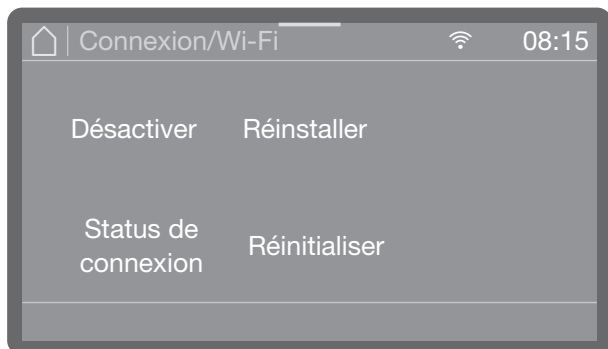 Connexion/Wi-Fi 08:15
Désactiver Réinstaller
Status de
connexion
Réinitialiser